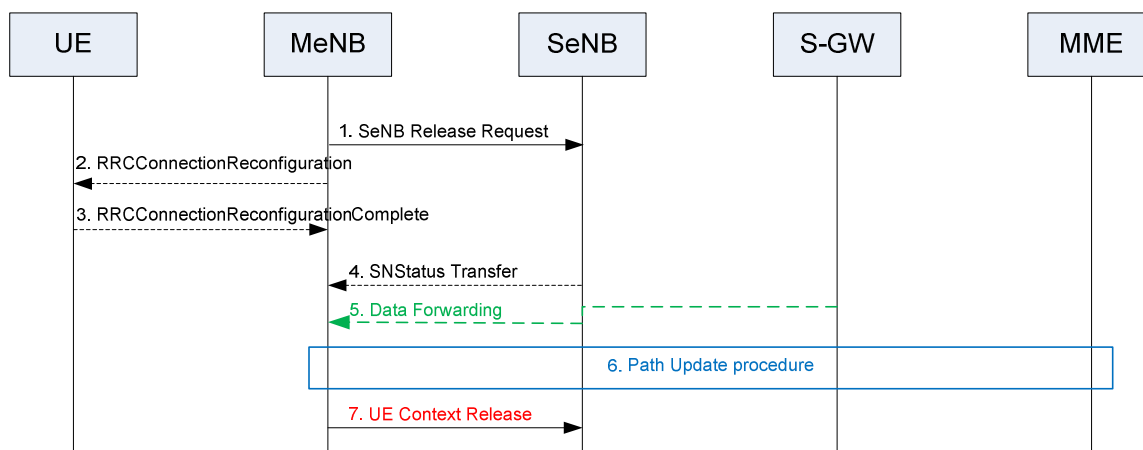 UE
MeNB
SeNB
S-GW
MME
1. SeNB Release Request
2. RRCConnectionReconfiguration
3. RRCConnectionReconfigurationComplete
4. SNStatus Transfer
5. Data Forwarding
6. Path Update procedure
7. UE Context Release